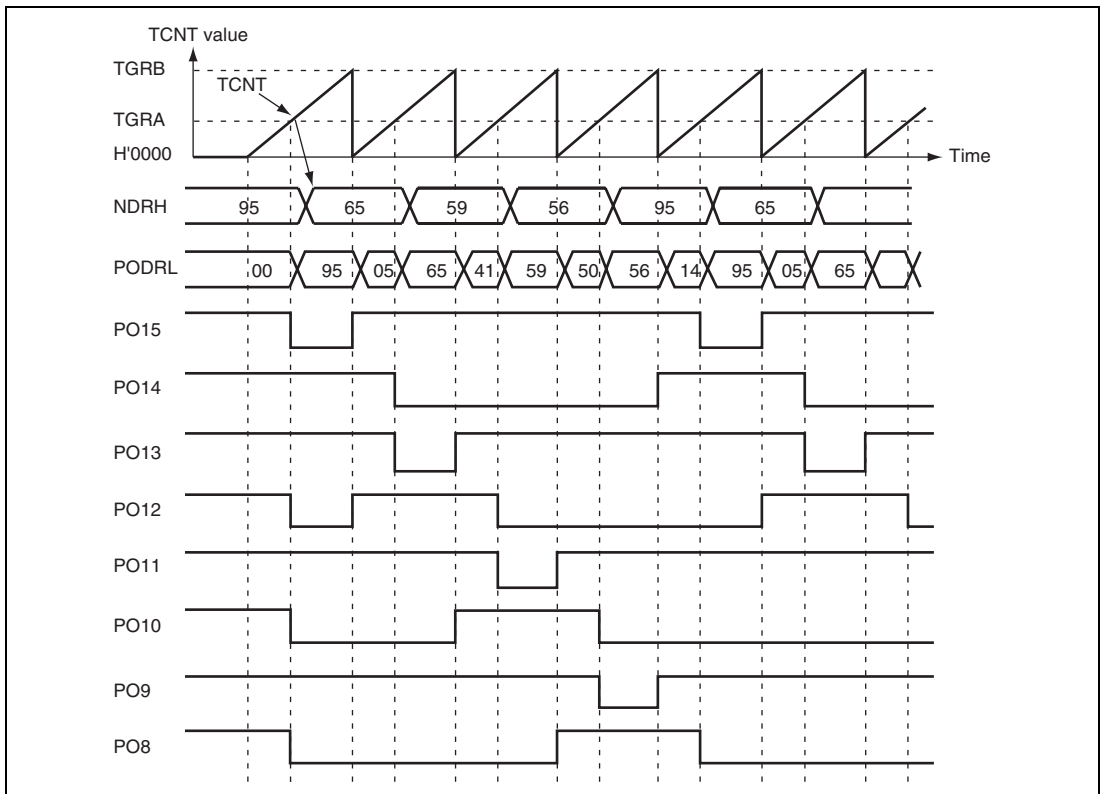 TCNT value
TGRB
TCNT
TGRA
H'0000
Time
NDRH 95 65 59 56 95 65
PODRL 00 95 05 65 41 59 50 56 14 95 05 65
PO15
PO14
PO13
PO12
PO11
PO10
PO9
PO8